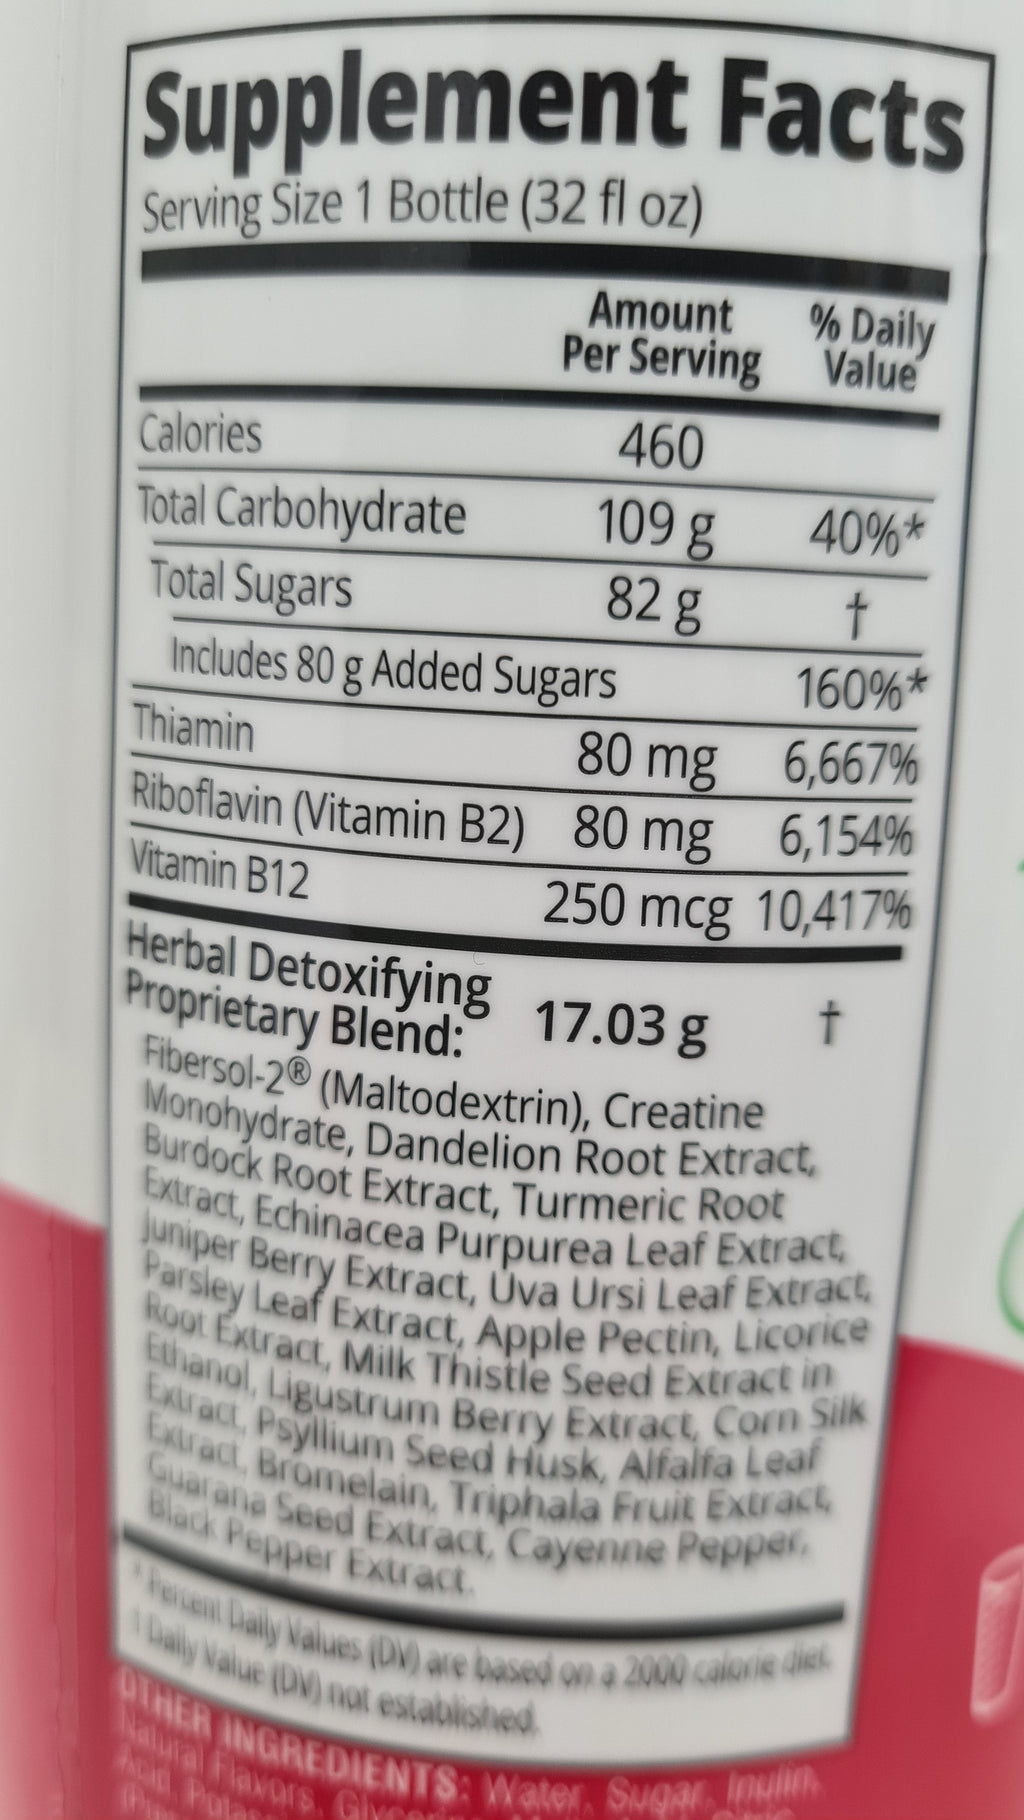 Supplement Facts
Serving Size 1 Bottle (32 fl oz)
Amount Per Serving % Daily Value
Calories 460
Total Carbohydrate 109 g 40%*
Total Sugars 82 g †
Includes 80 g Added Sugars 160%*
Thiamin 80 mg 6,667%
Riboflavin (Vitamin B2) 80 mg 6,154%
Vitamin B12 250 mcg 10,417%
Herbal Detoxifying
Proprietary Blend: 17.03 g †
Fibersol-2® (Maltodextrin), Creatine
Monohydrate, Dandelion Root Extract,
Burdock Root Extract, Turmeric Root
Extract, Echinacea Purpurea Leaf Extract,
Juniper Berry Extract, Uva Ursi Leaf Extract,
Parsley Leaf Extract, Apple Pectin, Licorice
Root Extract, Milk Thistle Seed Extract in
Ethanol, Ligustrum Berry Extract, Corn Silk
Extract, Psyllium Seed Husk, Alfalfa Leaf
Extract, Bromelain, Triphala Fruit Extract,
Guarana Seed Extract, Cayenne Pepper,
Black Pepper Extract.
* Percent Daily Values (DV) are based on a 2000 calorie diet.
† Daily Value (DV) not established.
OTHER INGREDIENTS: Water, Sugar, Inulin,
Natural Flavors,
Acid,